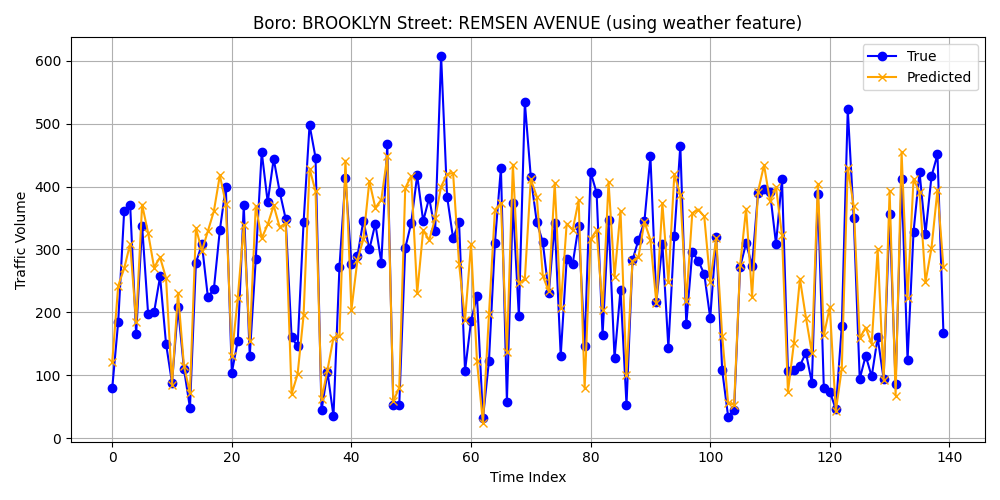 Boro: BROOKLYN Street: REMSEN AVENUE (using weather feature)
True
Predicted
Traffic Volume
600
500
400
300
200
100
0
0 20 40 60 80 100 120 140
Time Index